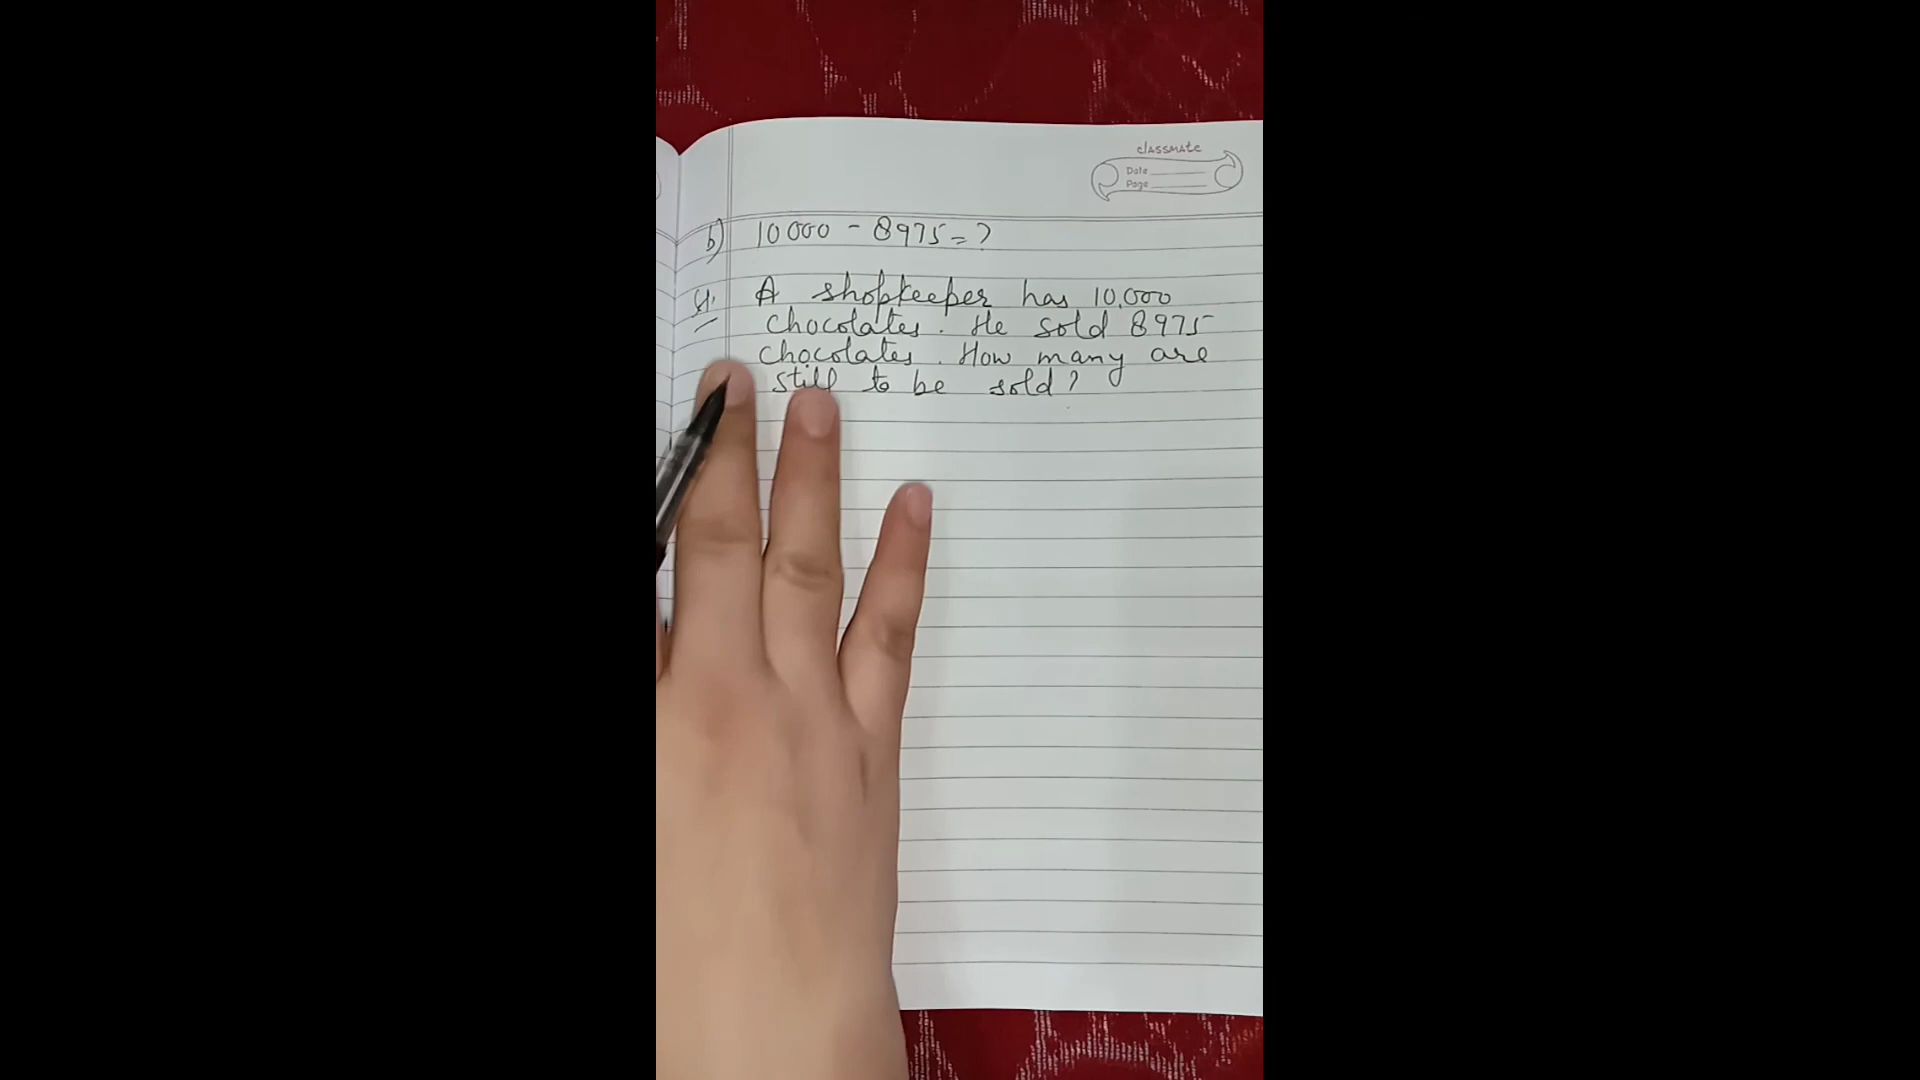 classmate
Date
Page
b) 10000 - 8975 = ?
A shopkeeper has 10,000
chocolates. He sold 8975
chocolates. How many are
still to be sold?